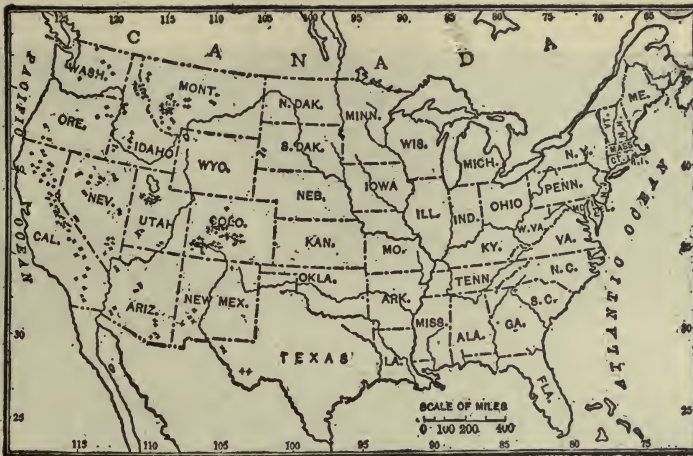 125 120 115 110 105 100 95 90 85 80 75 70 65
C A N A D A
WASH.
MONT.
N. DAK.
MINN.
ME.
ORE.
IDAHO
S. DAK.
WIS.
MICH.
N. Y.
VT.
N.H.
MASS.
CT.
R.I.
WYO.
IOWA
PENN.
NEV.
UTAH
COLO.
NEB.
ILL.
IND.
OHIO
MD.
DEL.
CAL.
KAN.
MO.
KY.
W. VA.
VA.
OKLA.
TENN.
N.C.
ARIZ.
NEW MEX.
ARK.
MISS.
ALA.
GA.
S.C.
TEXAS
LA.
FLA.
PACIFIC OCEAN
ATLANTIC OCEAN
SCALE OF MILES
0 100 200 400
30
25
115 110 105 100 95 90 85 80